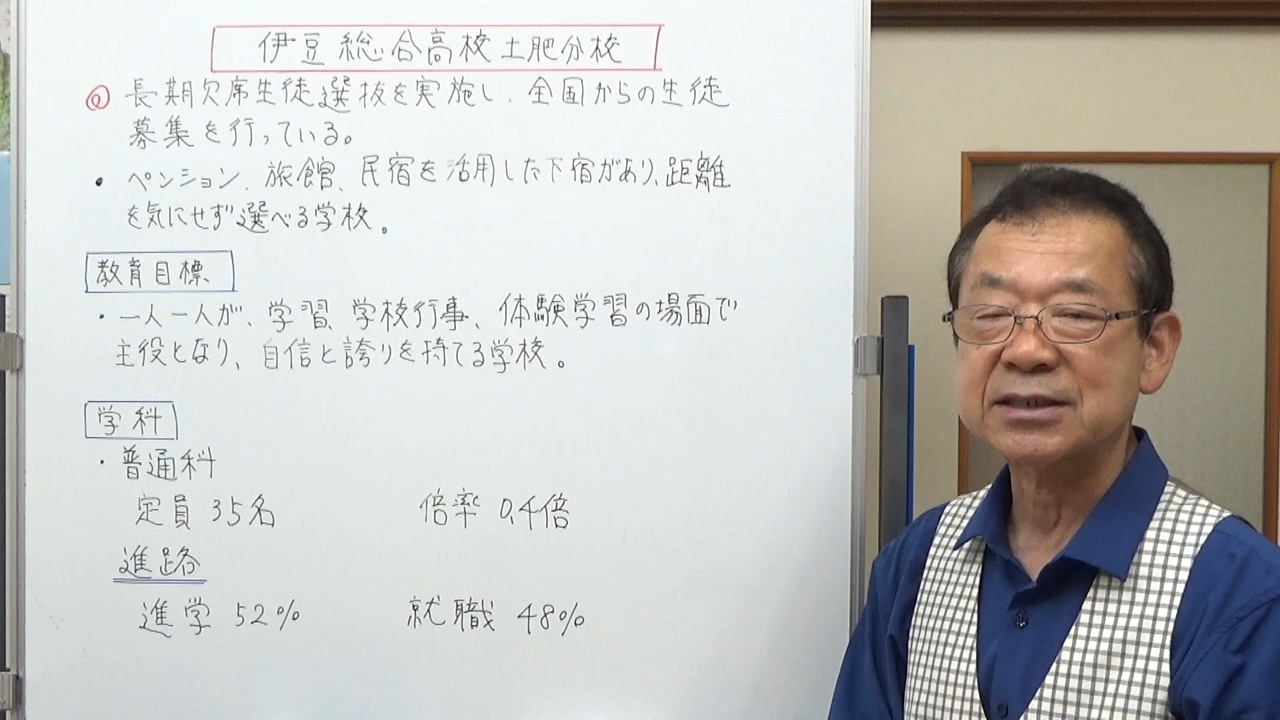 伊豆総合高校土肥分校
◎ 長期欠席生徒選抜を実施し、全国からの生徒
募集を行っている。
・ ペンション、旅館、民宿を活用した下宿があり、距離
を気にせず選べる学校。
教育目標
・一人一人が、学習、学校行事、体験学習の場面で
主役となり、自信と誇りを持てる学校。
学科
・普通科
定員 35名 倍率 0.4倍
進路
進学 52% 就職 48%